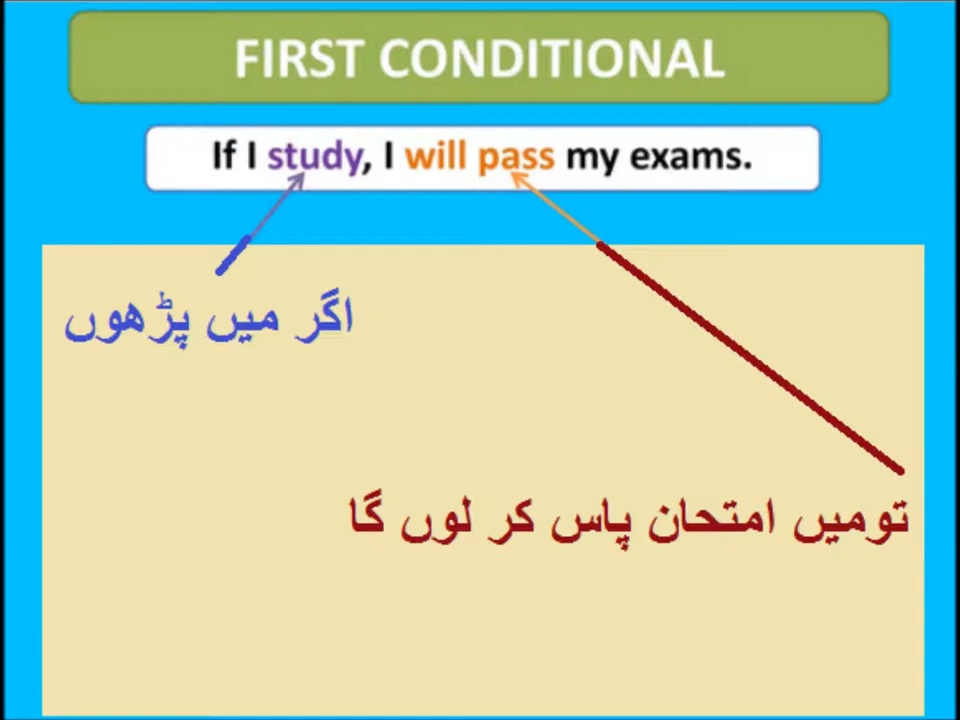 FIRST CONDITIONAL
If I study, I will pass my exams.
اگر میں پڑھوں
تومیں امتحان پاس کر لوں گا